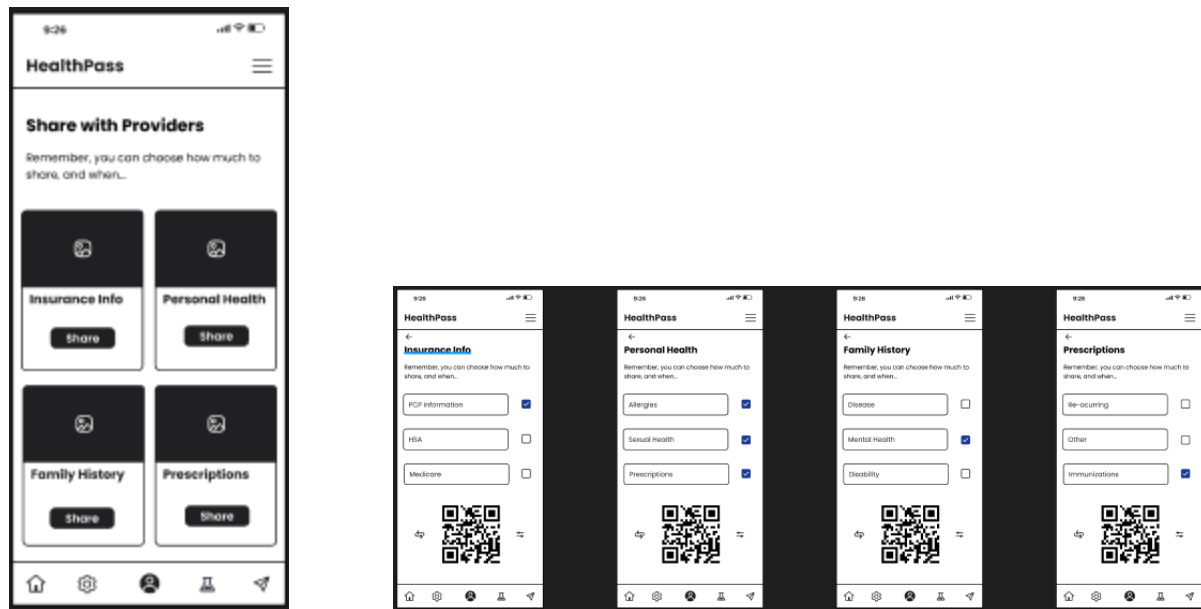 9:26
HealthPass
Share with Providers
Remember, you can choose how much to
share, and when...
Insurance Info
Personal Health
Share
Share
Family History
Prescriptions
Share
Share
9:26
HealthPass
Insurance Info
Remember, you can choose how much to
share, and when...
PCP Information
HSA
Medicare
9:26
HealthPass
Personal Health
Remember, you can choose how much to
share, and when...
Allergies
Sexual Health
Prescriptions
9:26
HealthPass
Family History
Remember, you can choose how much to
share, and when...
Disease
Mental Health
Disability
9:26
HealthPass
Prescriptions
Remember, you can choose how much to
share, and when...
Re-ocurring
Other
Immunizations